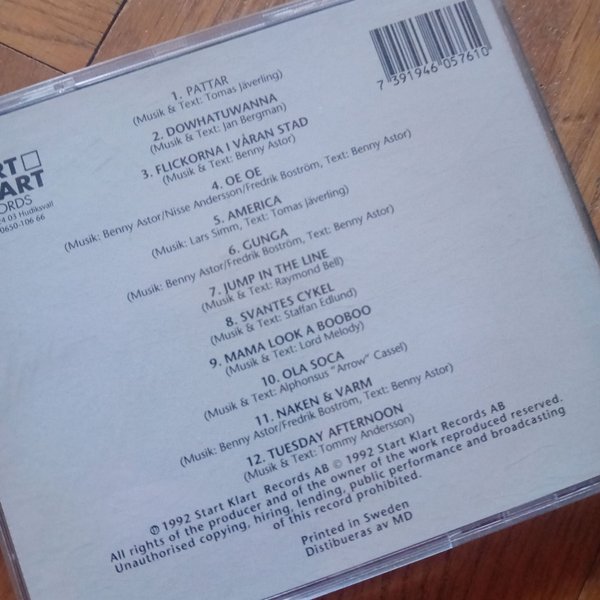 7 391946 057610
RT
ART
ORDS
24 03 Hudiksvall
0650-106 66
1. PATTAR
(Musik & Text: Tomas Jäverling)
2. DOWHATUWANNA
(Musik & Text: Jan Bergman)
3. FLICKORNA I VÅRAN STAD
(Musik & Text: Benny Astor)
4. OE OE
(Musik: Benny Astor/Nisse Andersson/Fredrik Boström, Text: Benny Astor)
5. AMERICA
(Musik: Lars Simm, Text: Tomas Jäverling)
6. GUNGA
(Musik: Benny Astor/Fredrik Boström, Text: Benny Astor)
7. JUMP IN THE LINE
(Musik & Text: Raymond Bell)
8. SVANTES CYKEL
(Musik & Text: Staffan Edlund)
9. MAMA LOOK A BOOBOO
(Musik & Text: Lord Melody)
10. OLA SOCA
(Musik & Text: Alphonsus "Arrow" Cassel)
11. NAKEN & VARM
(Musik: Benny Astor/Fredrik Boström, Text: Benny Astor)
12. TUESDAY AFTERNOON
(Musik & Text: Tommy Andersson)
℗ 1992 Start Klart Records AB © 1992 Start Klart Records AB
All rights of the producer and of the owner of the work reproduced reserved.
Unauthorised copying, hiring, lending, public performance and broadcasting
of this record prohibited.
Printed in Sweden
Distibueras av MD